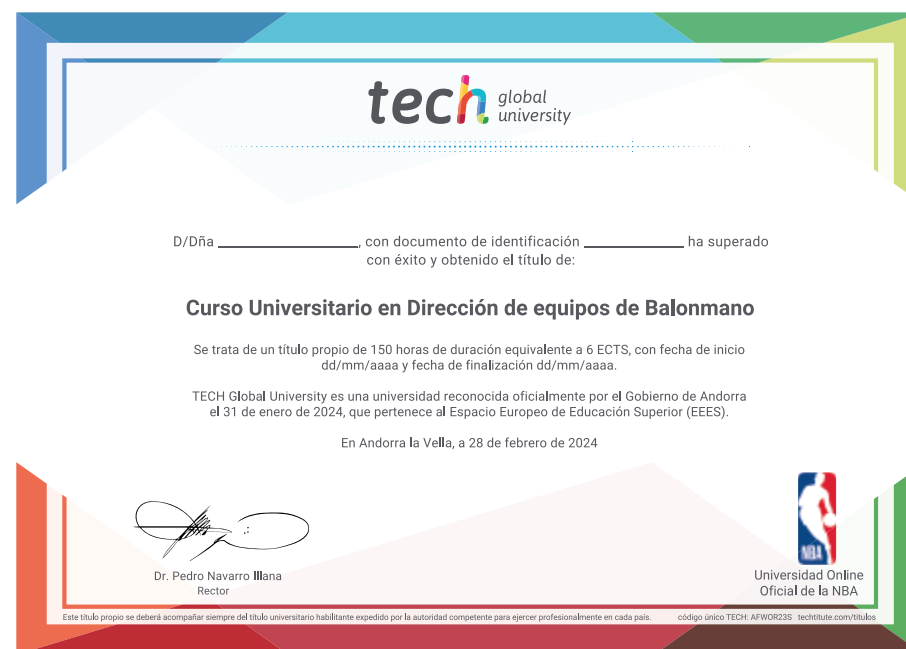 tech global university
D/Dña ____________________, con documento de identificación ______________ ha superado
con éxito y obtenido el título de:
Curso Universitario en Dirección de equipos de Balonmano
Se trata de un título propio de 150 horas de duración equivalente a 6 ECTS, con fecha de inicio
dd/mm/aaaa y fecha de finalización dd/mm/aaaa.
TECH Global University es una universidad reconocida oficialmente por el Gobierno de Andorra
el 31 de enero de 2024, que pertenece al Espacio Europeo de Educación Superior (EEES).
En Andorra la Vella, a 28 de febrero de 2024
NBA
Dr. Pedro Navarro Illana
Rector
Universidad Online
Oficial de la NBA
Este título propio se deberá acompañar siempre del título universitario habilitante expedido por la autoridad competente para ejercer profesionalmente en cada país. código único TECH: AFWOR23S techtitute.com/titulos